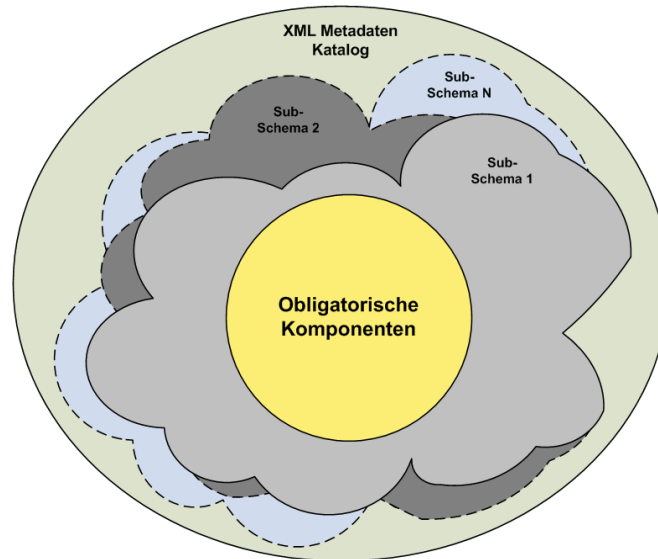 XML Metadaten
Katalog
Sub-
Schema N
Sub-
Schema 2
Sub-
Schema 1
Obligatorische
Komponenten